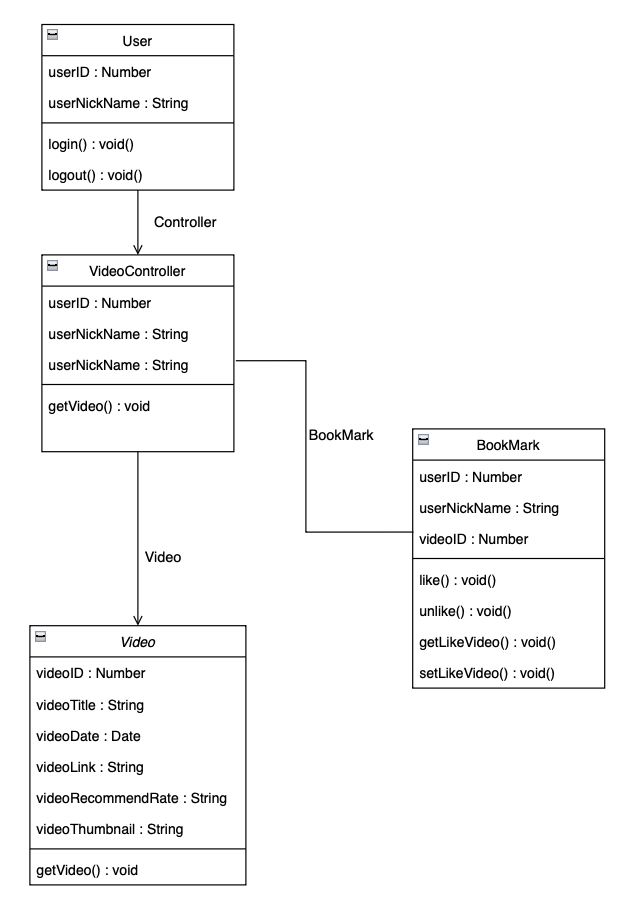 User
userID : Number
userNickName : String
login() : void()
logout() : void()
Controller
VideoController
userID : Number
userNickName : String
userNickName : String
getVideo() : void
BookMark
BookMark
userID : Number
userNickName : String
videoID : Number
like() : void()
unlike() : void()
getLikeVideo() : void()
setLikeVideo() : void()
Video
Video
videoID : Number
videoTitle : String
videoDate : Date
videoLink : String
videoRecommendRate : String
videoThumbnail : String
getVideo() : void